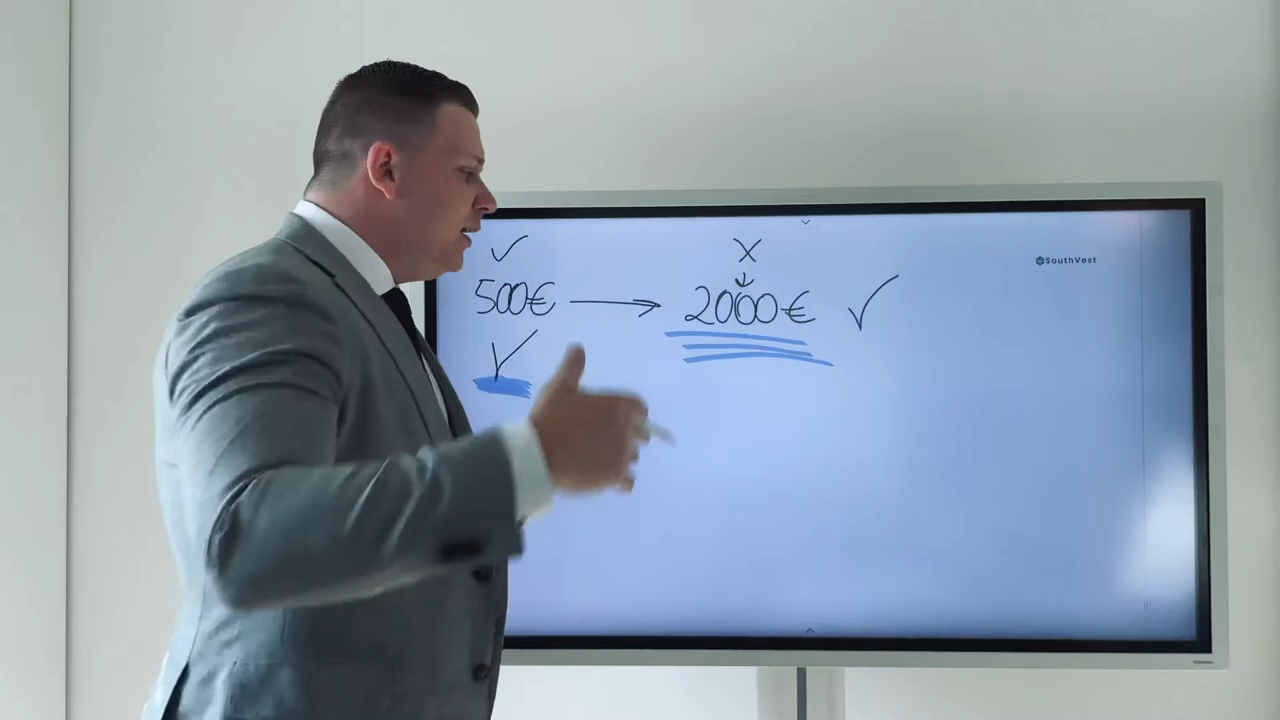 ✓ X
500€ → 2000€ ✓
✓
SouthVest